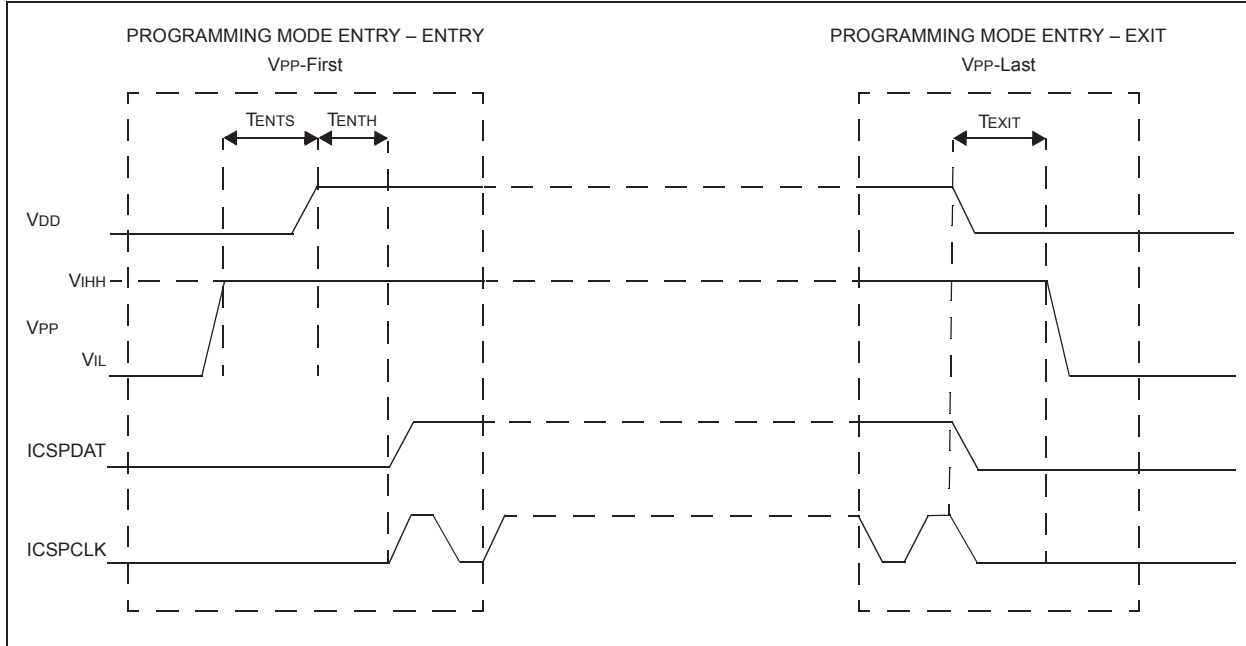 PROGRAMMING MODE ENTRY – ENTRY
VPP-First
PROGRAMMING MODE ENTRY – EXIT
VPP-Last
TENTS
TENTH
TEXIT
VDD
VIHH
VPP
VIL
ICSPDAT
ICSPCLK